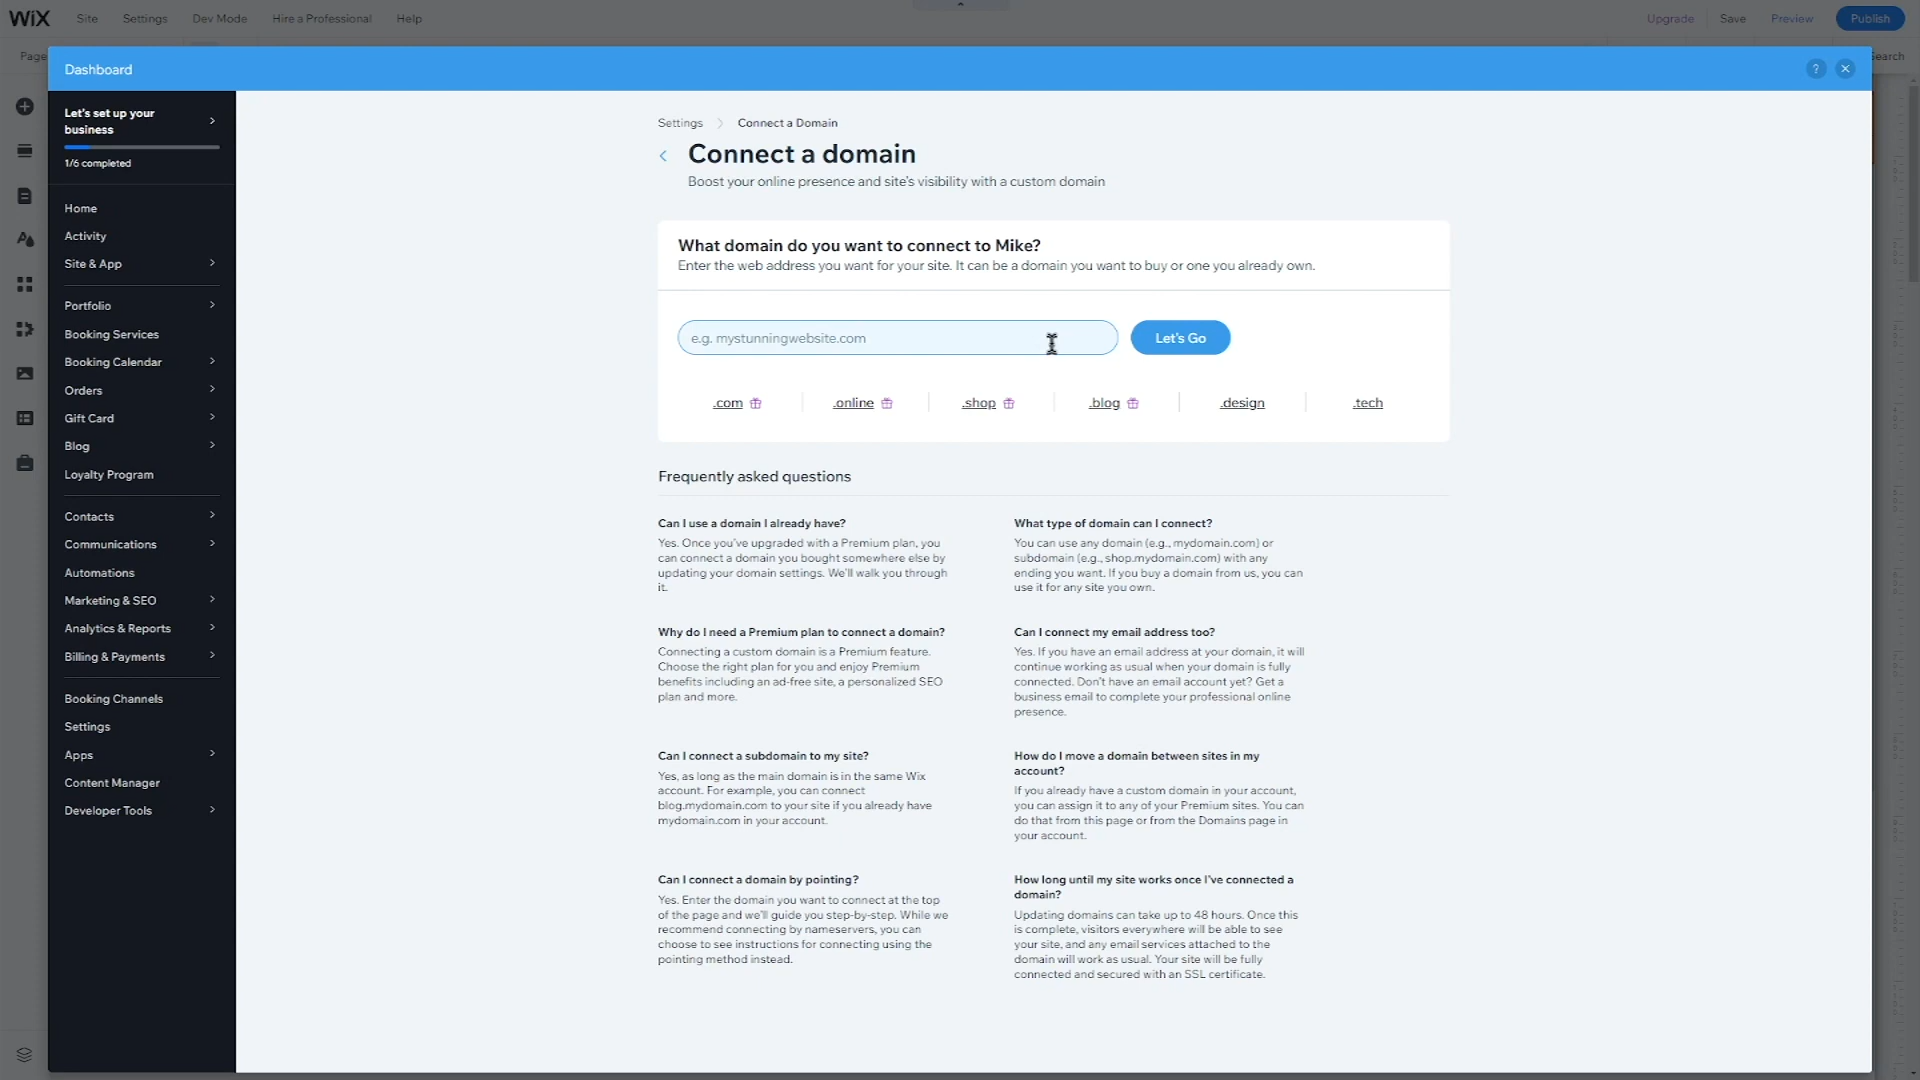 WiX Site Settings Dev Mode Hire a Professional Help Upgrade Save Preview Publish
Page
Search
Dashboard
?
Let's set up your
business
1/6 completed
Home
Activity
Site & App
Portfolio
Booking Services
Booking Calendar
Orders
Gift Card
Blog
Loyalty Program
Contacts
Communications
Automations
Marketing & SEO
Analytics & Reports
Billing & Payments
Booking Channels
Settings
Apps
Content Manager
Developer Tools
Settings Connect a Domain
Connect a domain
Boost your online presence and site's visibility with a custom domain
What domain do you want to connect to Mike?
Enter the web address you want for your site. It can be a domain you want to buy or one you already own.
e.g. mystunningwebsite.com
Let's Go
.com .online .shop .blog .design .tech
Frequently asked questions
Can I use a domain I already have?
Yes. Once you've upgraded with a Premium plan, you
can connect a domain you bought somewhere else by
updating your domain settings. We'll walk you through
it.
What type of domain can I connect?
You can use any domain (e.g., mydomain.com) or
subdomain (e.g., shop.mydomain.com) with any
ending you want. If you buy a domain from us, you can
use it for any site you own.
Why do I need a Premium plan to connect a domain?
Connecting a custom domain is a Premium feature.
Choose the right plan for you and enjoy Premium
benefits including an ad-free site, a personalized SEO
plan and more.
Can I connect my email address too?
Yes. If you have an email address at your domain, it will
continue working as usual when your domain is fully
connected. Don't have an email account yet? Get a
business email to complete your professional online
presence.
Can I connect a subdomain to my site?
Yes, as long as the main domain is in the same Wix
account. For example, you can connect
blog.mydomain.com to your site if you already have
mydomain.com in your account.
How do I move a domain between sites in my
account?
If you already have a custom domain in your account,
you can assign it to any of your Premium sites. You can
do that from this page or from the Domains page in
your account.
Can I connect a domain by pointing?
Yes. Enter the domain you want to connect at the top
of the page and we'll guide you step-by-step. While we
recommend connecting by nameservers, you can
choose to see instructions for connecting using the
pointing method instead.
How long until my site works once I've connected a
domain?
Updating domains can take up to 48 hours. Once this
is complete, visitors everywhere will be able to see
your site, and any email services attached to the
domain will work as usual. Your site will be fully
connected and secured with an SSL certificate.